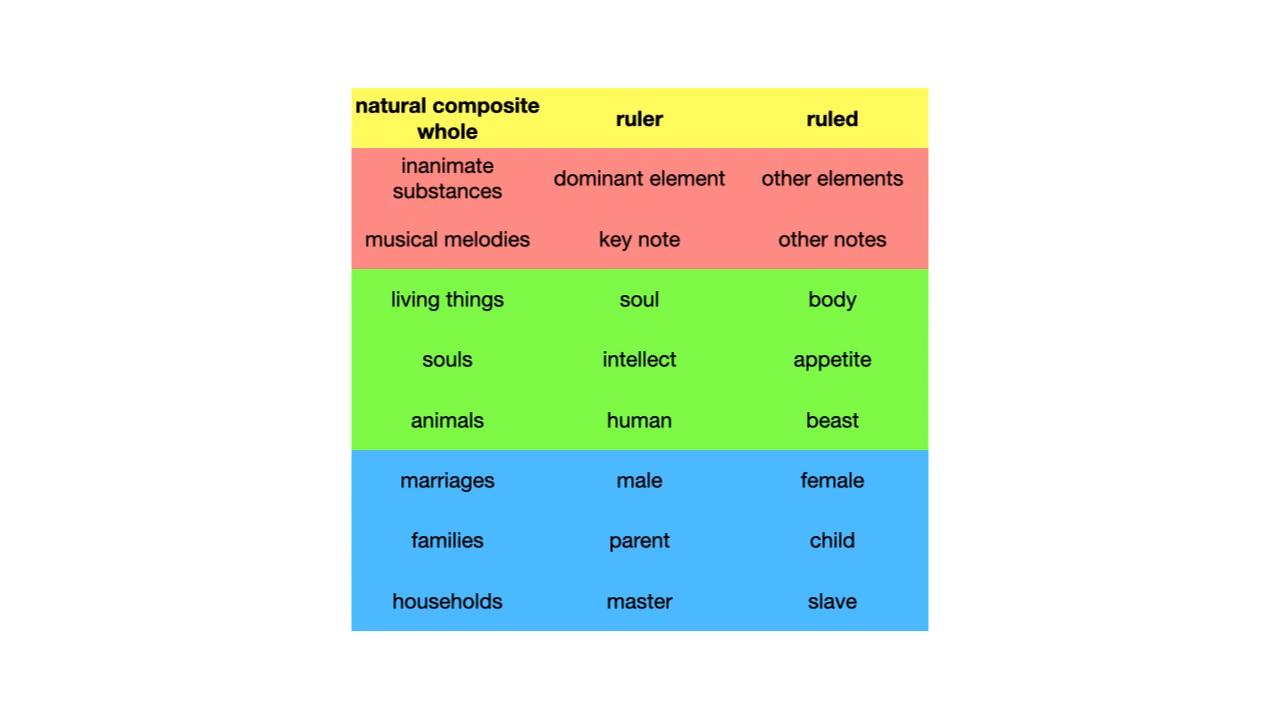 natural composite whole ruler ruled
inanimate substances dominant element other elements
musical melodies key note other notes
living things soul body
souls intellect appetite
animals human beast
marriages male female
families parent child
households master slave